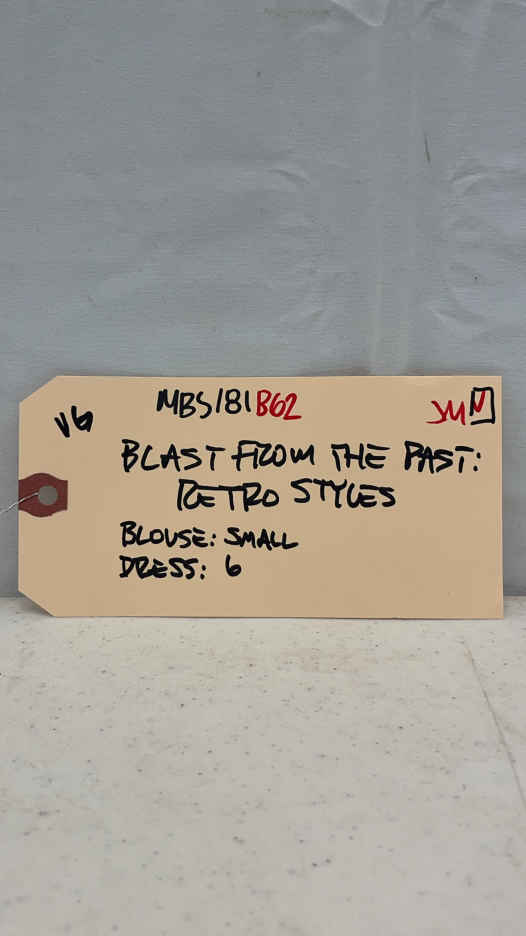 V6 MBS181B62 JM M
BLAST FROM THE PAST:
RETRO STYLES
BLOUSE: SMALL
DRESS: 6